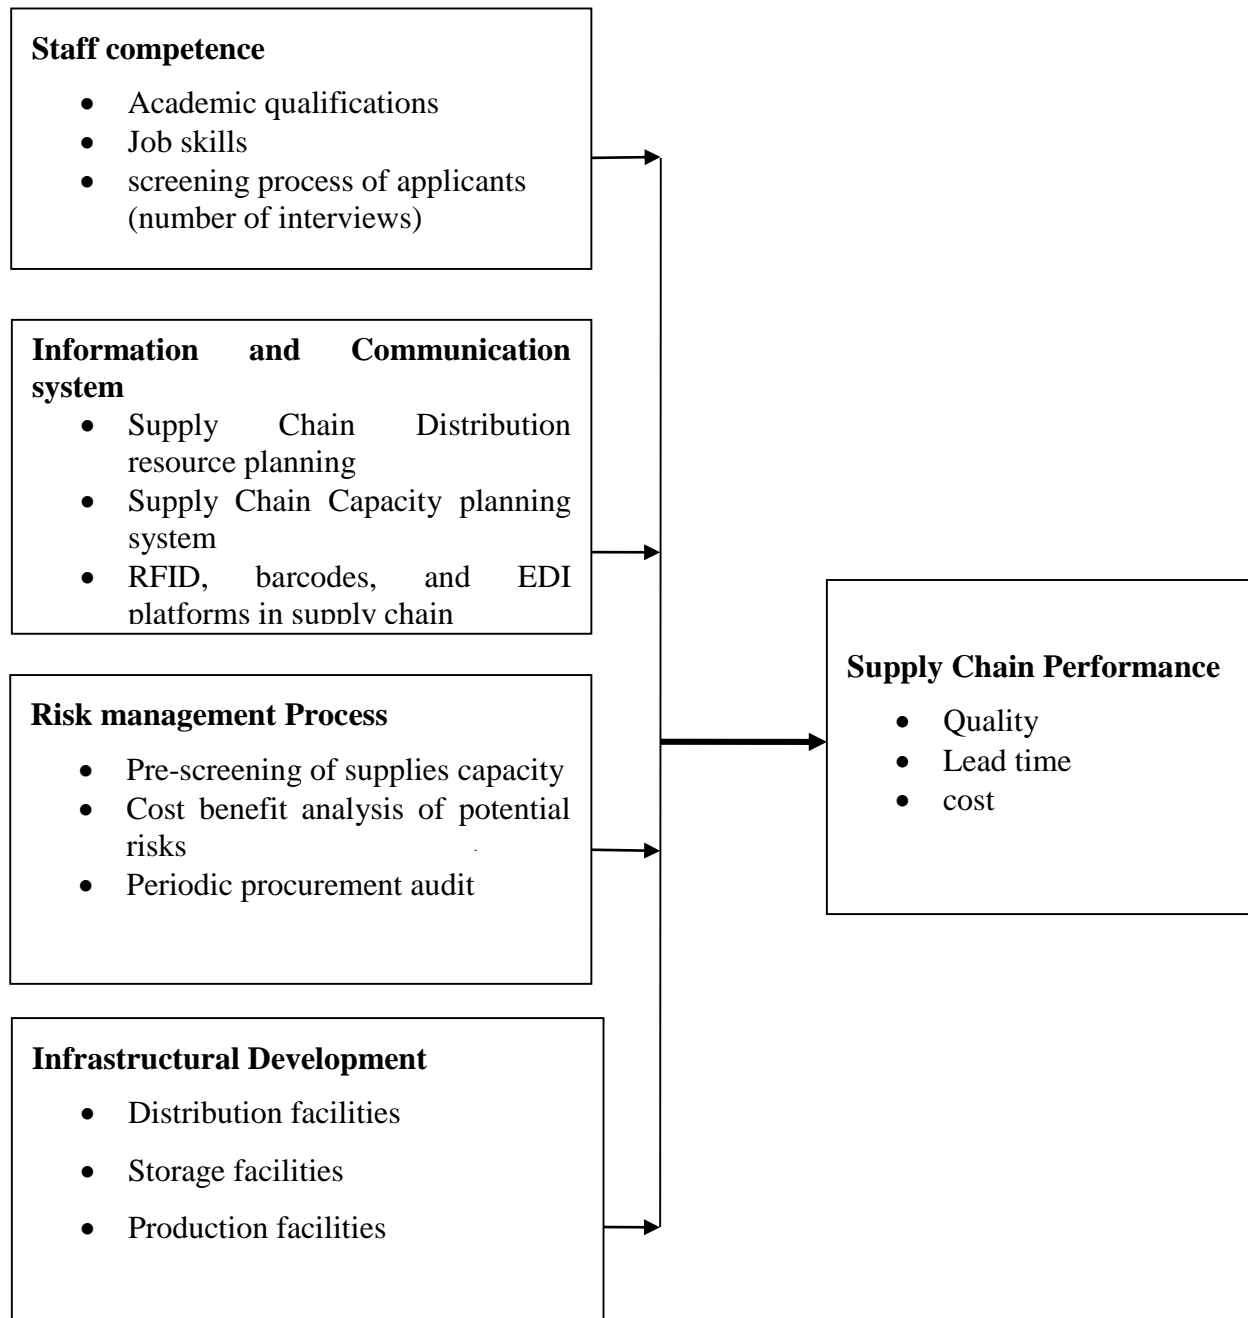 Staff competence
• Academic qualifications
• Job skills
• screening process of applicants
(number of interviews)
Information and Communication
system
• Supply Chain Distribution
resource planning
• Supply Chain Capacity planning
system
• RFID, barcodes, and EDI
platforms in supply chain
Risk management Process
• Pre-screening of supplies capacity
• Cost benefit analysis of potential
risks
• Periodic procurement audit
Infrastructural Development
• Distribution facilities
• Storage facilities
• Production facilities
Supply Chain Performance
• Quality
• Lead time
• cost